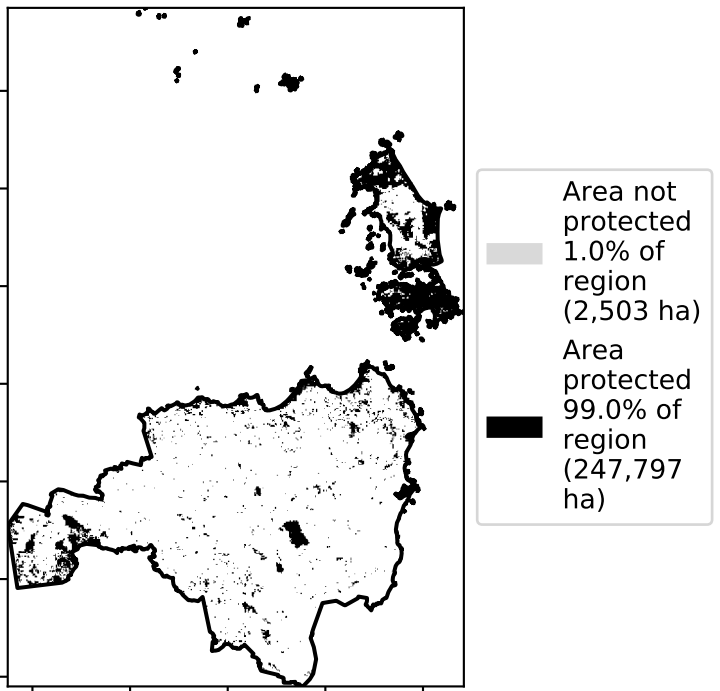 Area not
protected
1.0% of
region
(2,503 ha)
Area
protected
99.0% of
region
(247,797
ha)